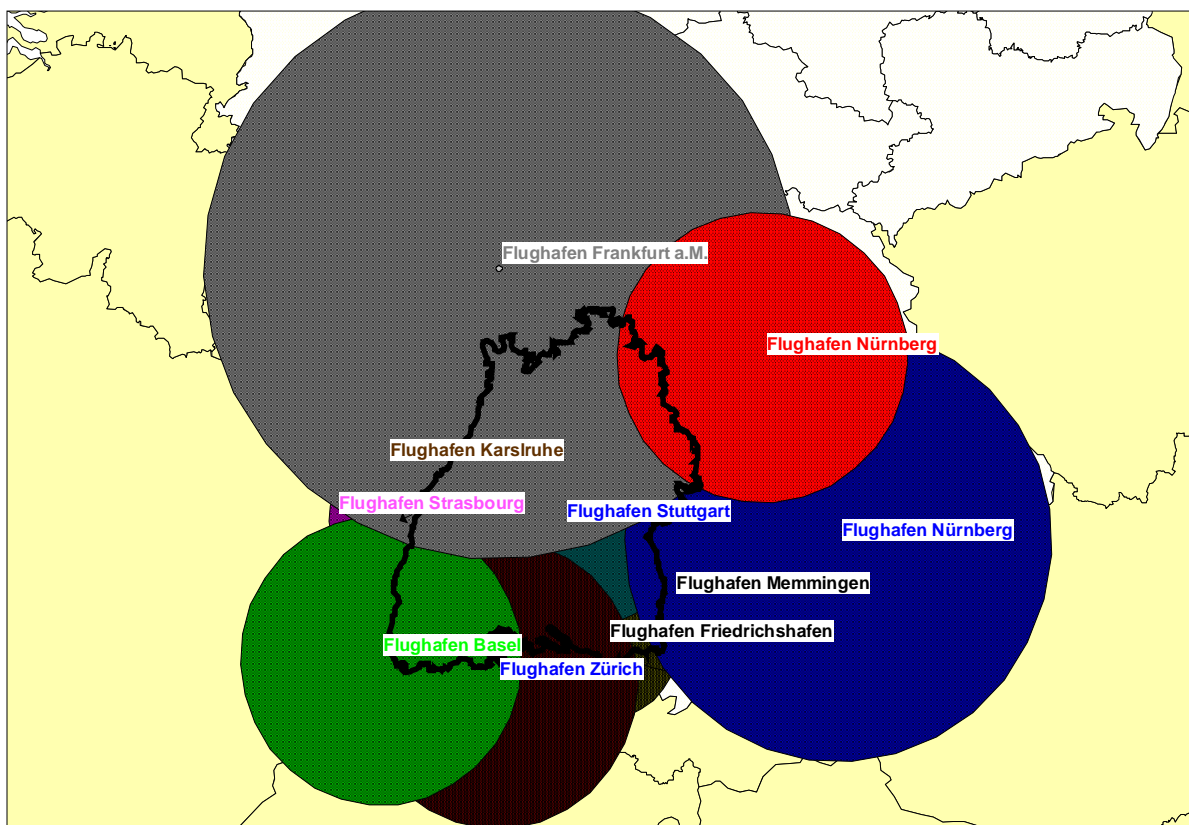 Flughafen Frankfurt a.M.
Flughafen Nürnberg
Flughafen Karslruhe
Flughafen Strasbourg
Flughafen Stuttgart
Flughafen Nürnberg
Flughafen Memmingen
Flughafen Friedrichshafen
Flughafen Basel
Flughafen Zürich